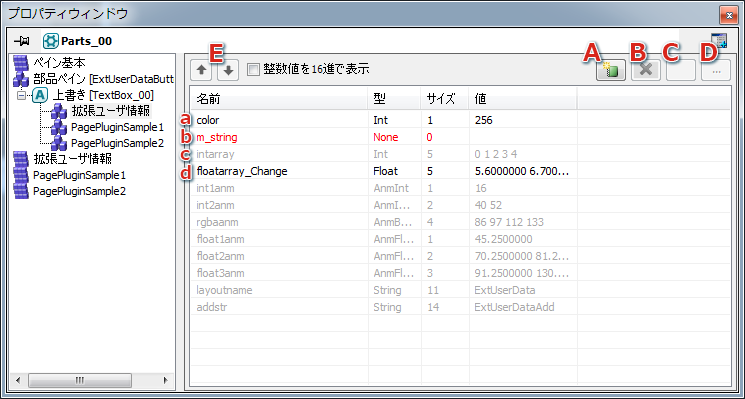 プロパティウィンドウ
Parts_00
ペイン基本
部品ペイン [ExtUserDataButt
上書き [TextBox_00]
拡張ユーザ情報
PagePluginSample1
PagePluginSample2
拡張ユーザ情報
PagePluginSample1
PagePluginSample2
E A B C D
整数値を16進で表示
...
名前 型 サイズ 値
a color Int 1 256
b m_string None 0
c intarray Int 5 0 1 2 3 4
d floatarray_Change Float 5 5.6000000 6.700...
int1anm AnmInt 1 16
int2anm AnmI... 2 40 52
rgbaanm AnmB... 4 86 97 112 133
float1anm AnmFl... 1 45.2500000
float2anm AnmFl... 2 70.2500000 81.2...
float3anm AnmFl... 3 91.2500000 130....
layoutname String 11 ExtUserData
addstr String 14 ExtUserDataAdd